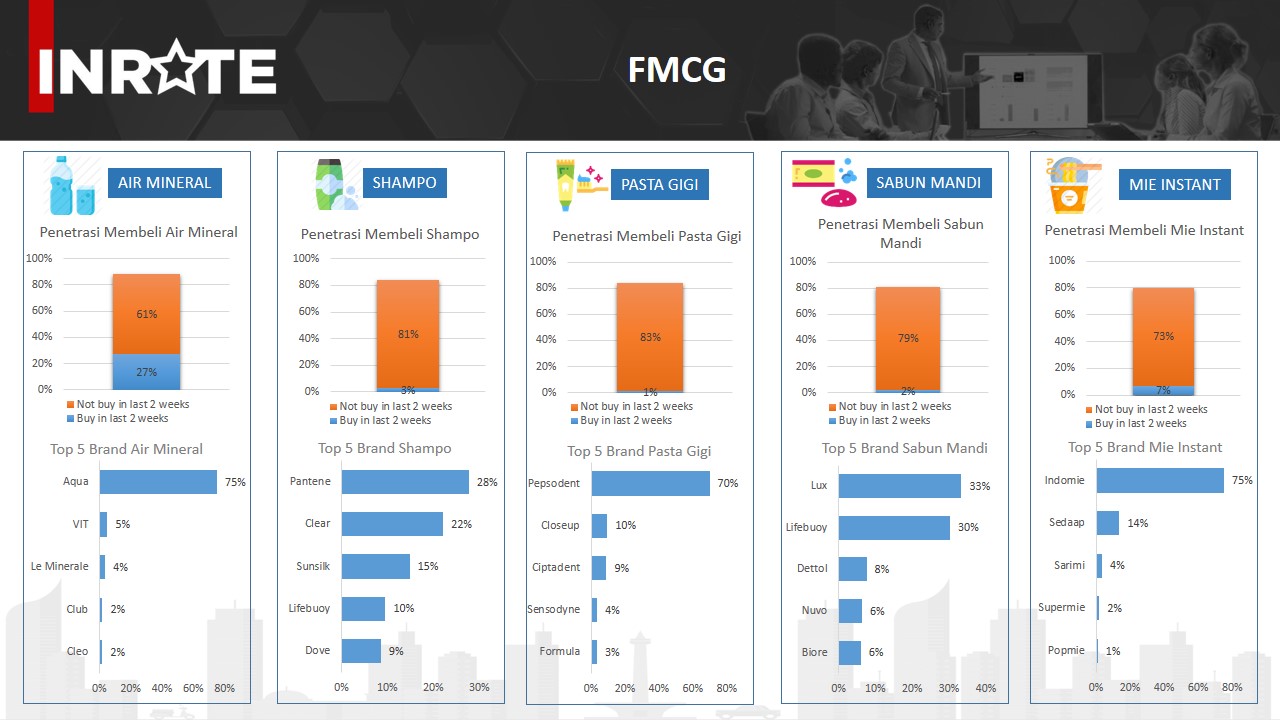 INRATE
FMCG
AIR MINERAL
Penetrasi Membeli Air Mineral
100%
80%
60%
40%
20%
0%
61%
27%
Not buy in last 2 weeks
Buy in last 2 weeks
Top 5 Brand Air Mineral
Aqua 75%
VIT 5%
Le Minerale 4%
Club 2%
Cleo 2%
0% 20% 40% 60% 80%
SHAMPO
Penetrasi Membeli Shampo
100%
80%
60%
40%
20%
0%
81%
3%
Not buy in last 2 weeks
Buy in last 2 weeks
Top 5 Brand Shampo
Pantene 28%
Clear 22%
Sunsilk 15%
Lifebuoy 10%
Dove 9%
0% 10% 20% 30%
PASTA GIGI
Penetrasi Membeli Pasta Gigi
100%
80%
60%
40%
20%
0%
83%
1%
Not buy in last 2 weeks
Buy in last 2 weeks
Top 5 Brand Pasta Gigi
Pepsodent 70%
Closeup 10%
Ciptadent 9%
Sensodyne 4%
Formula 3%
0% 20% 40% 60% 80%
SABUN MANDI
Penetrasi Membeli Sabun
Mandi
100%
80%
60%
40%
20%
0%
79%
2%
Not buy in last 2 weeks
Buy in last 2 weeks
Top 5 Brand Sabun Mandi
Lux 33%
Lifebuoy 30%
Dettol 8%
Nuvo 6%
Biore 6%
0% 10% 20% 30% 40%
MIE INSTANT
Penetrasi Membeli Mie Instant
100%
80%
60%
40%
20%
0%
73%
7%
Not buy in last 2 weeks
Buy in last 2 weeks
Top 5 Brand Mie Instant
Indomie 75%
Sedaap 14%
Sarimi 4%
Supermie 2%
Popmie 1%
0% 20% 40% 60% 80%